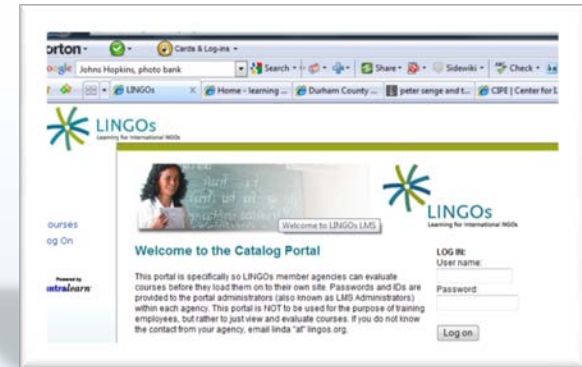 orton
Cards & Log-ins
oogle Johns Hopkins, photo bank Search Share Sidewiki Check
LINGOs Home - learning ... Durham County ... peter senge and t... CIPE | Center for I...
LINGOs
Learning for International NGOs
Welcome to LINGOs LMS
LINGOs
Learning for International NGOs
ourses
og On
Powered by
ntralearn
Welcome to the Catalog Portal
This portal is specifically so LINGOs member agencies can evaluate
courses before they load them on to their own site. Passwords and IDs are
provided to the portal administrators (also known as LMS Administrators)
within each agency. This portal is NOT to be used for the purpose of training
employees, but rather to just view and evaluate courses. If you do not know
the contact from your agency, email linda "at" lingos.org.
LOG IN:
User name:
Password:
Log on